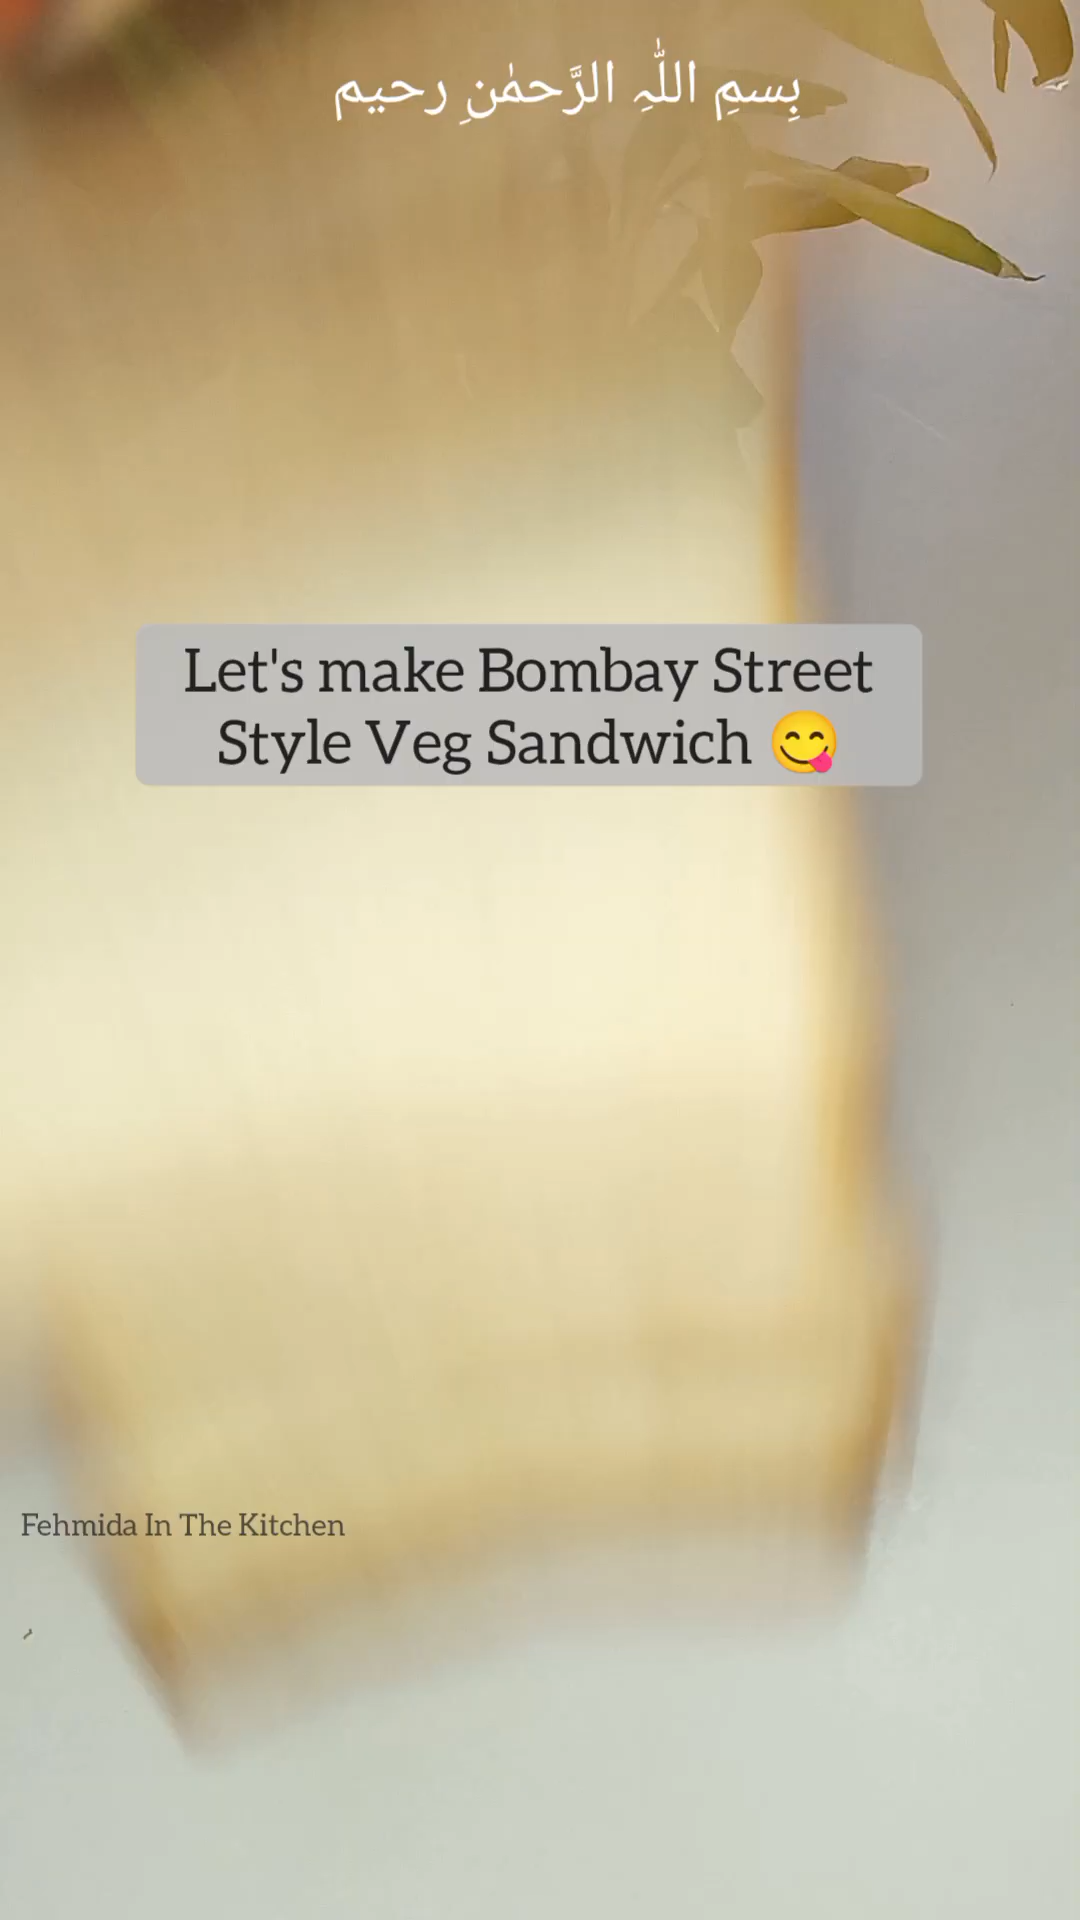 بِسمِ اللّٰہِ الرَّحمٰنِ رحیم
Let's make Bombay Street
Style Veg Sandwich 😋
Fehmida In The Kitchen